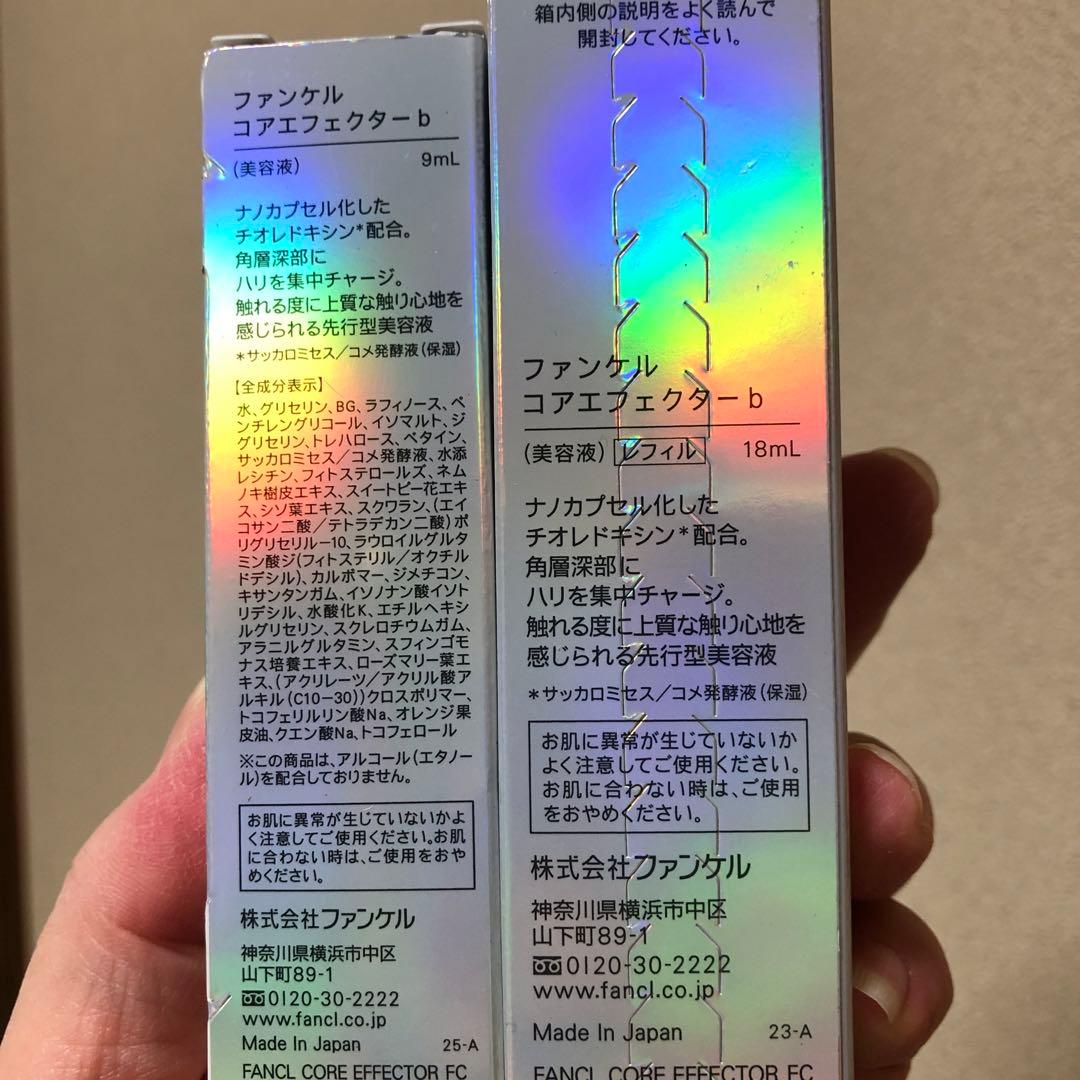 ファンケル
コアエフェクターb
(美容液) 9mL
ナノカプセル化した
チオレドキシン*配合。
角層深部に
ハリを集中チャージ。
触れる度に上質な触り心地を
感じられる先行型美容液
*サッカロミセス/コメ発酵液(保湿)
【全成分表示】
水、グリセリン、BG、ラフィノース、ペ
ンチレングリコール、イソマルト、ジ
グリセリン、トレハロース、ベタイン、
サッカロミセス/コメ発酵液、水添
レシチン、フィトステロールズ、ネム
ノキ樹皮エキス、スイートピー花エキ
ス、シソ葉エキス、スクワラン、(エイ
コサン二酸/テトラデカン二酸)ポ
リグリセリル-10、ラウロイルグルタ
ミン酸ジ(フィトステリル/オクチル
ドデシル)、カルボマー、ジメチコン、
キサンタンガム、イソノナン酸イソト
リデシル、水酸化K、エチルヘキシ
ルグリセリン、スクレロチウムガム、
アラニルグルタミン、スフィンゴモ
ナス培養エキス、ローズマリー葉エ
キス、(アクリレーツ/アクリル酸ア
ルキル(C10-30))クロスポリマー、
トコフェリルリン酸Na、オレンジ果
皮油、クエン酸Na、トコフェロール
※この商品は、アルコール(エタノー
ル)を配合しておりません。
お肌に異常が生じていないかよ
く注意してご使用ください。お肌
に合わない時は、ご使用をおや
めください。
株式会社ファンケル
神奈川県横浜市中区
山下町89-1
0120-30-2222
www.fancl.co.jp
Made In Japan 25-A
FANCL CORE EFFECTOR FC
箱内側の説明をよく読んで
開封してください。
ファンケル
コアエフェクターb
(美容液) レフィル 18mL
ナノカプセル化した
チオレドキシン*配合。
角層深部に
ハリを集中チャージ。
触れる度に上質な触り心地を
感じられる先行型美容液
*サッカロミセス/コメ発酵液(保湿)
お肌に異常が生じていないか
よく注意してご使用ください。
お肌に合わない時は、ご使用
をおやめください。
株式会社ファンケル
神奈川県横浜市中区
山下町89-1
0120-30-2222
www.fancl.co.jp
Made In Japan 23-A
FANCL CORE EFFECTOR FC